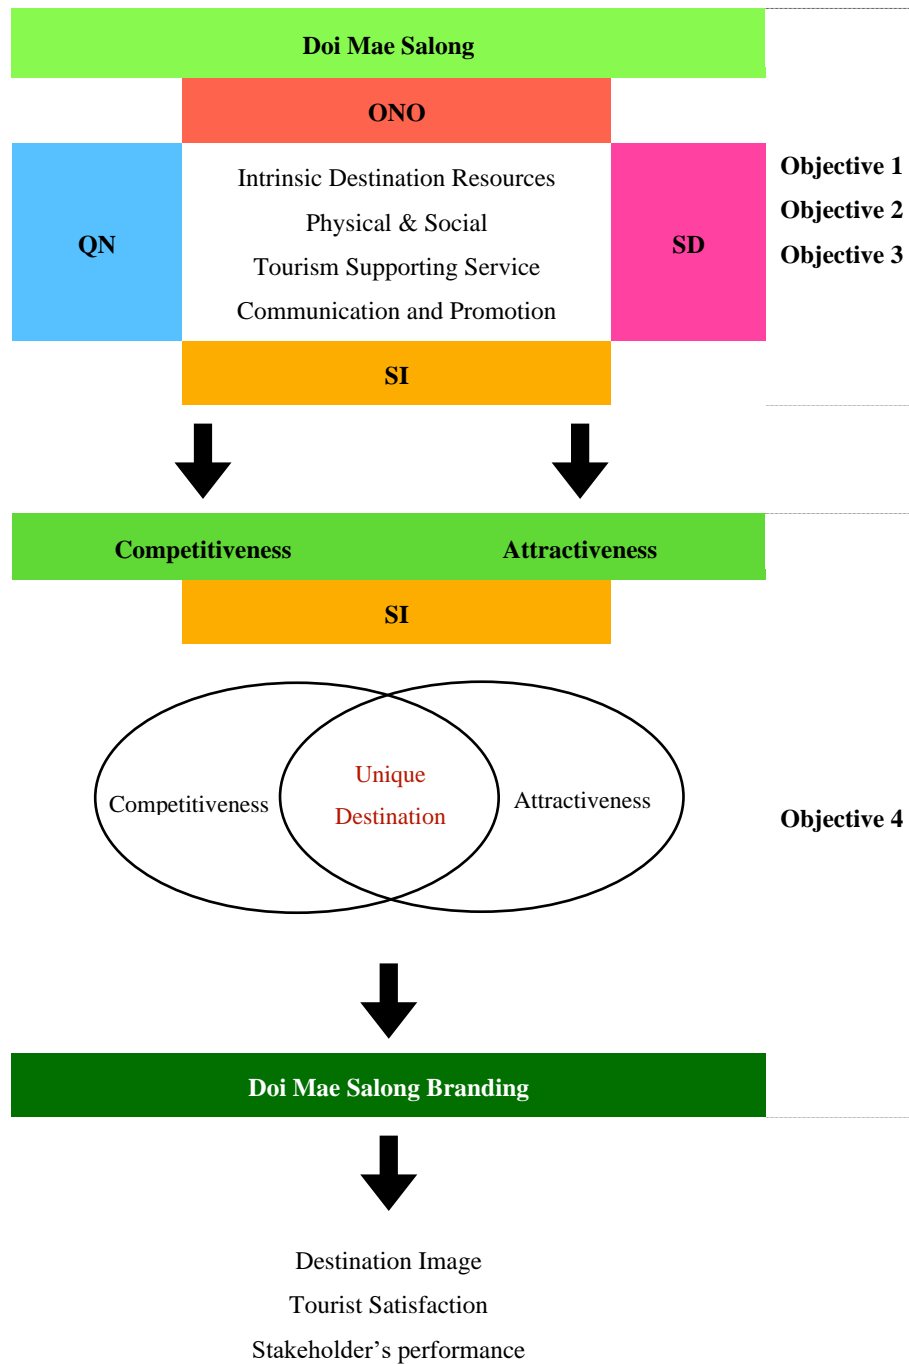 Doi Mae Salong
ONO
QN
Intrinsic Destination Resources
Physical & Social
Tourism Supporting Service
Communication and Promotion
SD
SI
Objective 1
Objective 2
Objective 3
Competitiveness
Attractiveness
SI
Competitiveness
Unique
Destination
Attractiveness
Objective 4
Doi Mae Salong Branding
Destination Image
Tourist Satisfaction
Stakeholder’s performance